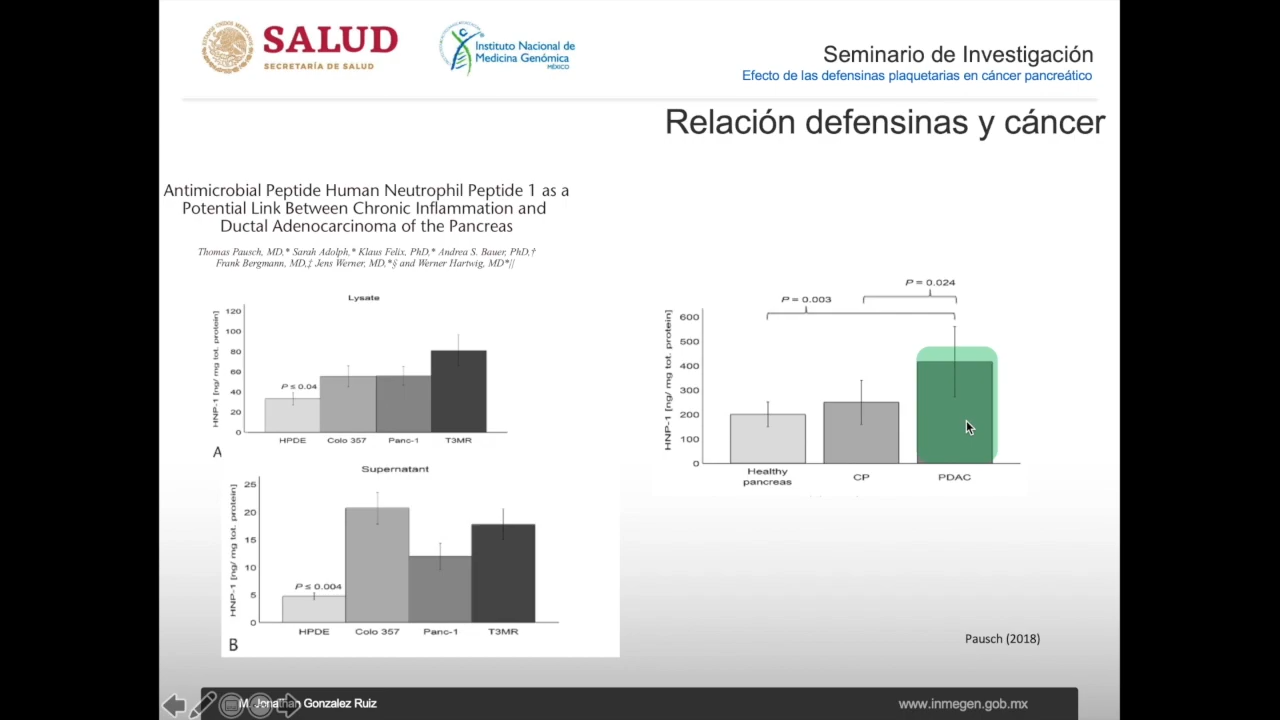 SALUD
SECRETARÍA DE SALUD
Instituto Nacional de
Medicina Genómica
MÉXICO
Seminario de Investigación
Efecto de las defensinas plaquetarias en cáncer pancreático
Relación defensinas y cáncer
Antimicrobial Peptide Human Neutrophil Peptide 1 as a
Potential Link Between Chronic Inflammation and
Ductal Adenocarcinoma of the Pancreas
Thomas Pausch, MD,* Sarah Adolph,* Klaus Felix, PhD,* Andrea S. Bauer, PhD,†
Frank Bergmann, MD,‡ Jens Werner, MD,*§ and Werner Hartwig, MD*||
Lysate
HNP-1 [ng/ mg tot. protein]
120
100
80
60
40
20
0
P ≤ 0.04
HPDE Colo 357 Panc-1 T3MR
A
Supernatant
HNP-1 [ng/ mg tot. protein]
25
20
15
10
5
0
P ≤ 0.004
HPDE Colo 357 Panc-1 T3MR
B
P = 0.024
P = 0.003
HNP-1 [ng/ mg tot. protein]
600
500
400
300
200
100
0
Healthy
pancreas
CP
PDAC
Pausch (2018)
M. Jonathan Gonzalez Ruiz
www.inmegen.gob.mx